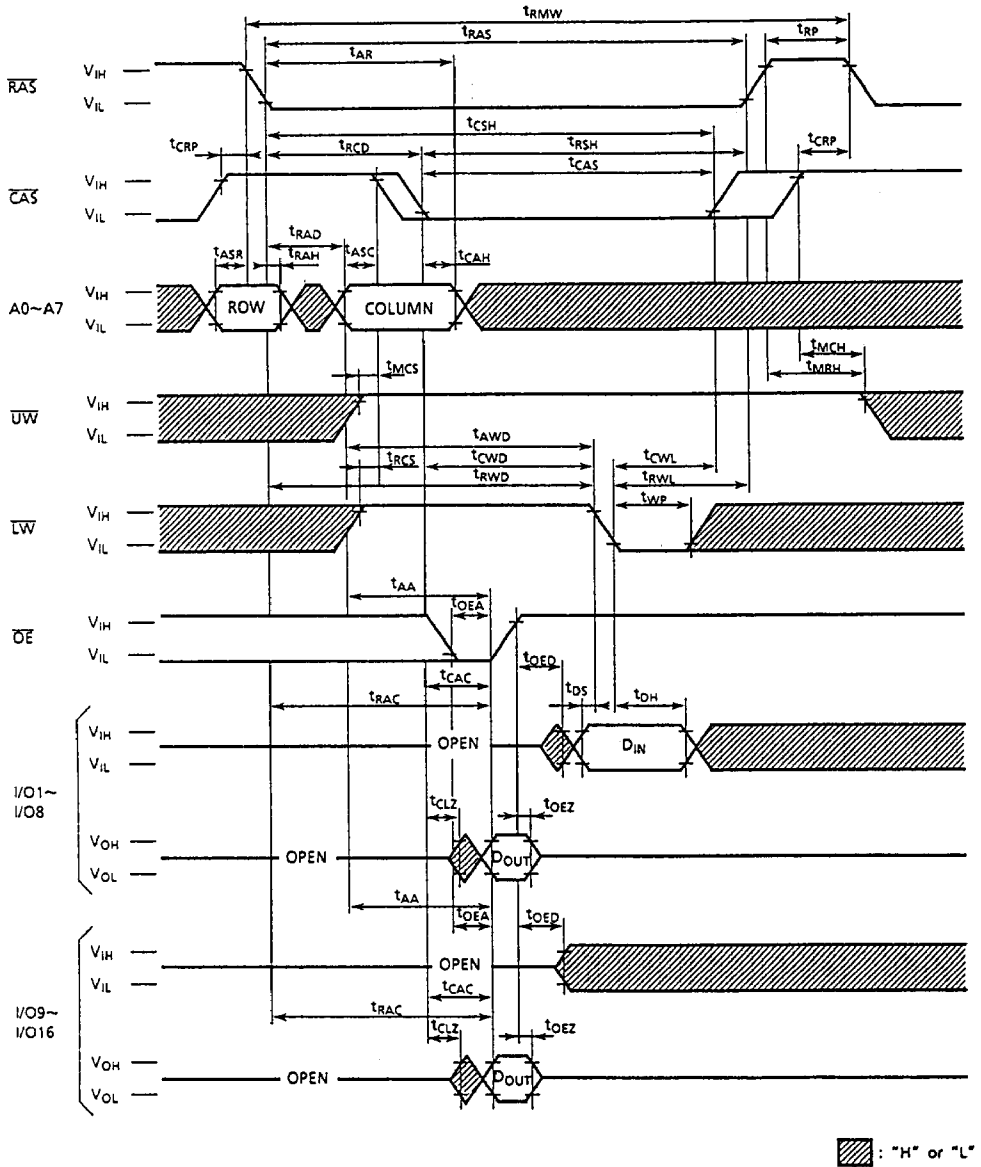 tRMW
tRAS
tRP
tAR
RAS
VIH
VIL
tCSH
tCRP
tRCD
tRSH
tCRP
tCAS
CAS
VIH
VIL
tRAD
tASR
tRAH
tASC
tCAH
A0~A7
VIH
VIL
ROW
COLUMN
tMCH
tMCS
tMRH
UW
VIH
VIL
tAWD
tRCS
tCWD
tCWL
tRWD
tRWL
tWP
LW
VIH
VIL
tAA
tOEA
OE
VIH
VIL
tOED
tCAC
tDS
tDH
tRAC
VIH
VIL
OPEN
DIN
I/O1~
I/O8
tCLZ
tOEZ
VOH
VOL
OPEN
DOUT
tAA
tOEA
tOED
VIH
VIL
OPEN
tCAC
tRAC
I/O9~
I/O16
tCLZ
tOEZ
VOH
VOL
OPEN
DOUT
: "H" or "L"